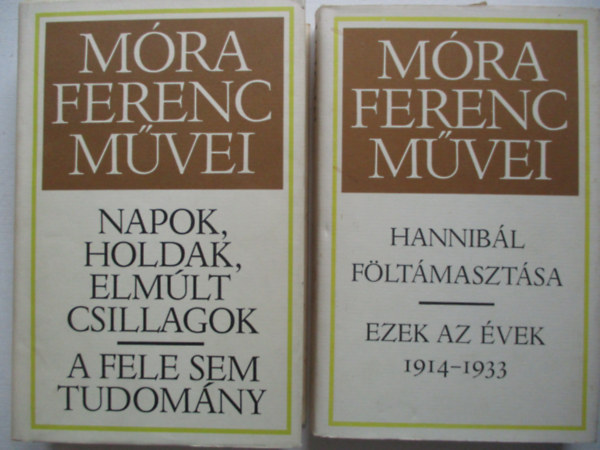 MÓRA
FERENC
MŰVEI
NAPOK,
HOLDAK,
ELMÚLT
CSILLAGOK
A FELE SEM
TUDOMÁNY
MÓRA
FERENC
MŰVEI
HANNIBÁL
FÖLTÁMASZTÁSA
EZEK AZ ÉVEK
1914–1933